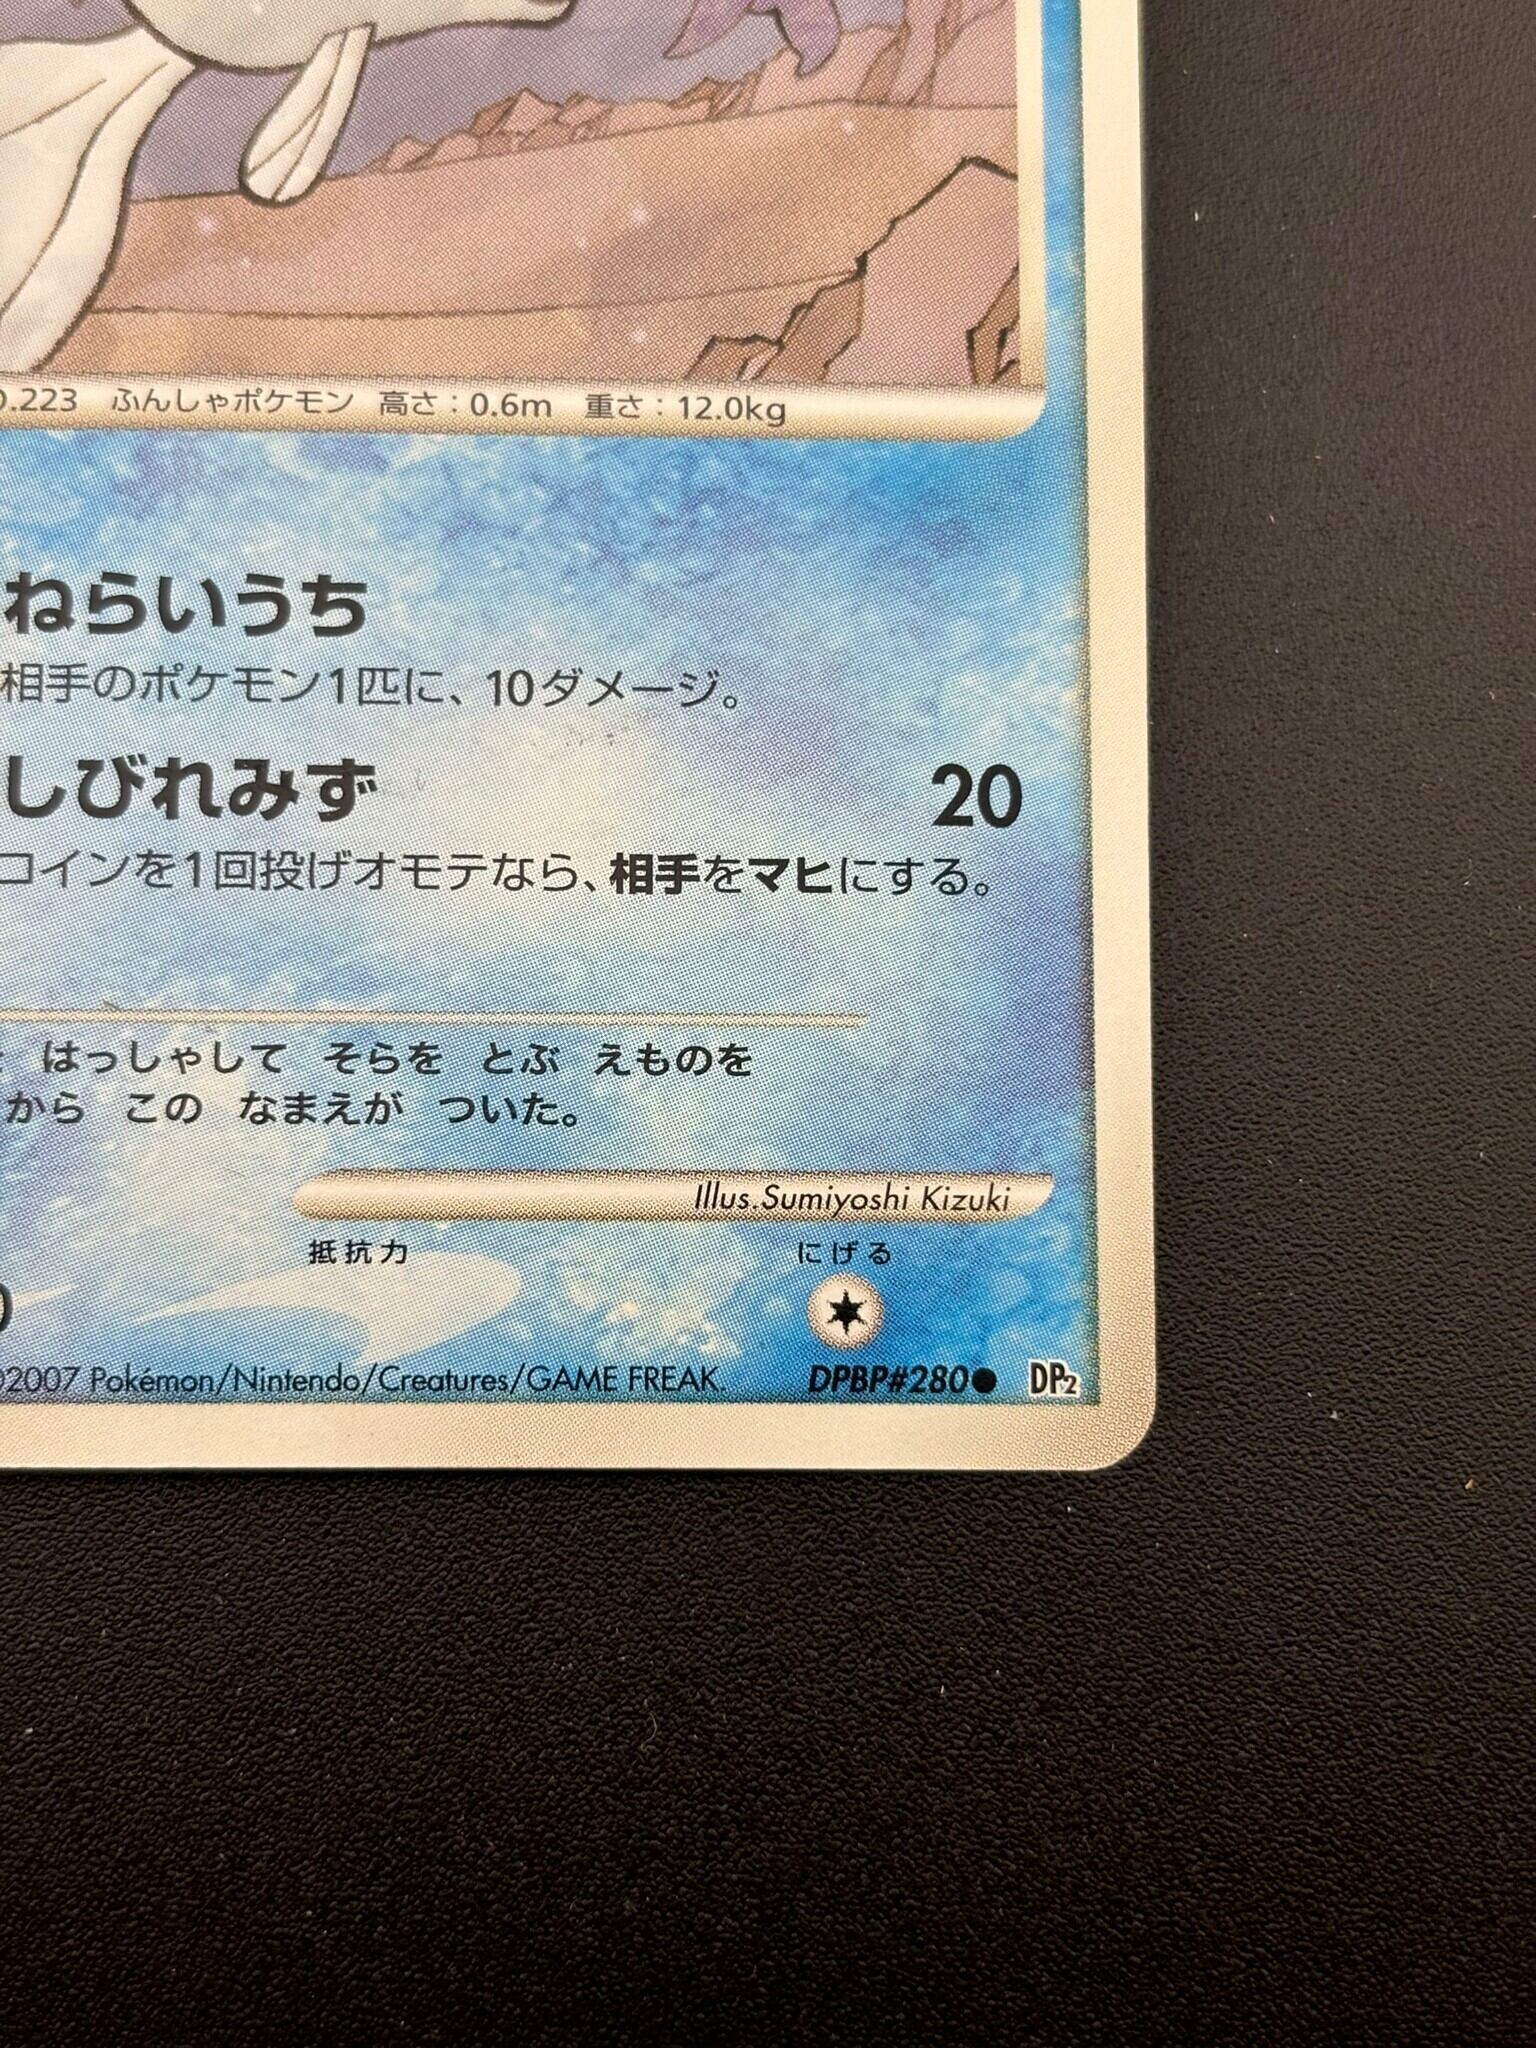 .223 ふんしゃポケモン 高さ:0.6m 重さ:12.0kg
ねらいうち
相手のポケモン1匹に、10ダメージ。
しびれみず 20
コインを1回投げオモテなら、相手をマヒにする。
はっしゃして そらを とぶ えものを
から この なまえが ついた。
Illus.Sumiyoshi Kizuki
抵抗力 にげる
©2007 Pokémon/Nintendo/Creatures/GAME FREAK. DPBP#280● DP2